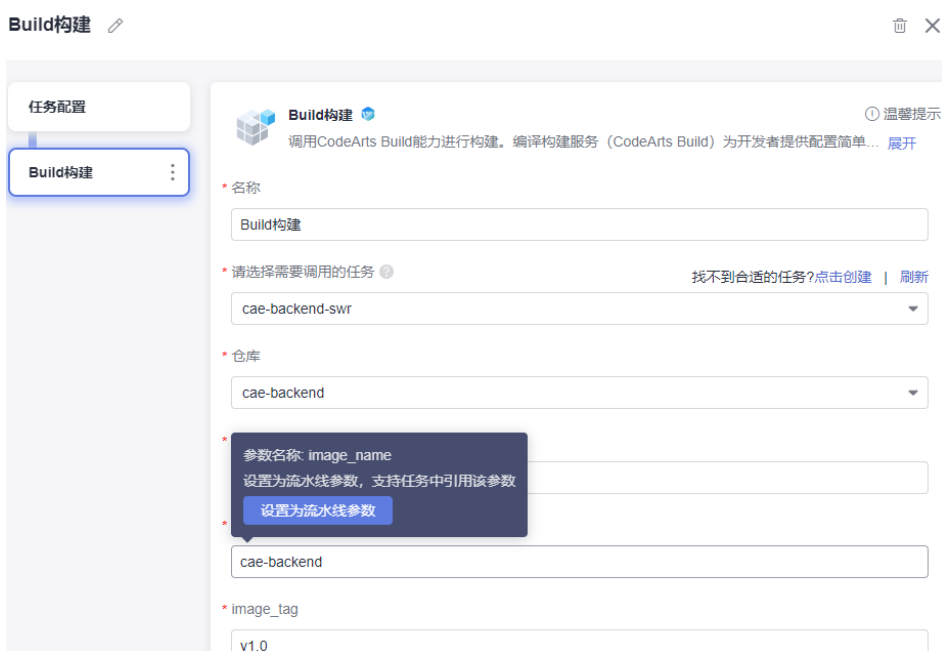 Build构建
任务配置
Build构建
Build构建
温馨提示
调用CodeArts Build能力进行构建。编译构建服务（CodeArts Build）为开发者提供配置简单... 展开
* 名称
Build构建
* 请选择需要调用的任务
找不到合适的任务?点击创建 | 刷新
cae-backend-swr
* 仓库
cae-backend
*
参数名称: image_name
设置为流水线参数，支持任务中引用该参数
设置为流水线参数
*
cae-backend
* image_tag
v1.0